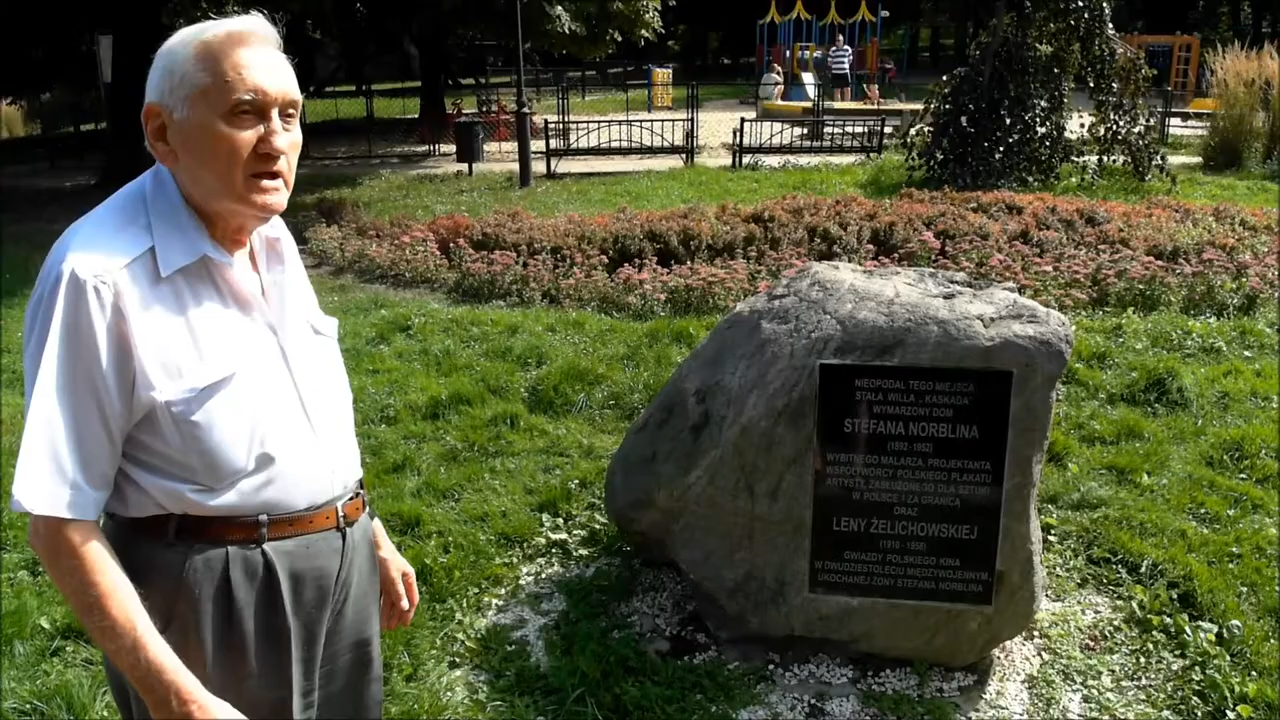 NIEOPODAL TEGO MIEJSCA
STAŁA WILLA „KASKADA"
WYMARZONY DOM
STEFANA NORBLINA
(1892-1952)
WYBITNEGO MALARZA, PROJEKTANTA
WSPÓŁTWÓRCY POLSKIEGO PLAKATU
ARTYSTY, ZASŁUŻONEGO DLA SZTUKI
W POLSCE I ZA GRANICĄ
ORAZ
LENY ŻELICHOWSKIEJ
(1910 - 1958)
GWIAZDY POLSKIEGO KINA
W DWUDZIESTOLECIU MIĘDZYWOJENNYM,
UKOCHANEJ ŻONY STEFANA NORBLINA